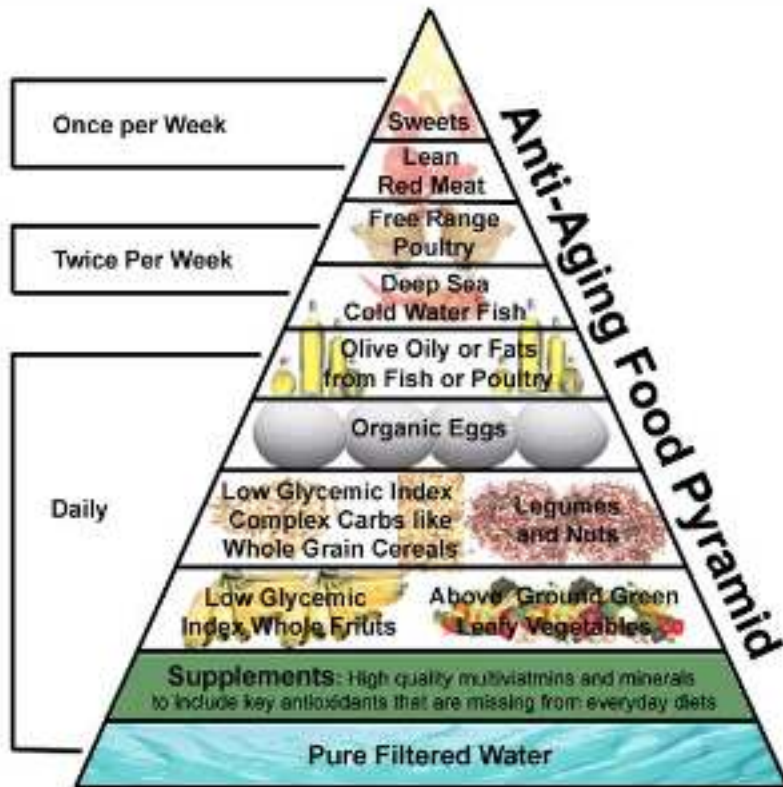 Anti-Aging Food Pyramid
Once per Week
Sweets
Lean
Red Meat
Twice Per Week
Free Range
Poultry
Deep Sea
Cold Water Fish
Daily
Olive Oily or Fats
from Fish or Poultry
Organic Eggs
Low Glycemic Index
Complex Carbs like
Whole Grain Cereals
Legumes
and Nuts
Low Glycemic
Index Whole Friuts
Above Ground Green
Leafy Vegetables
Supplements: High quality multiviatmins and minerals
to include key antioxidants that are missing from everyday diets
Pure Filtered Water